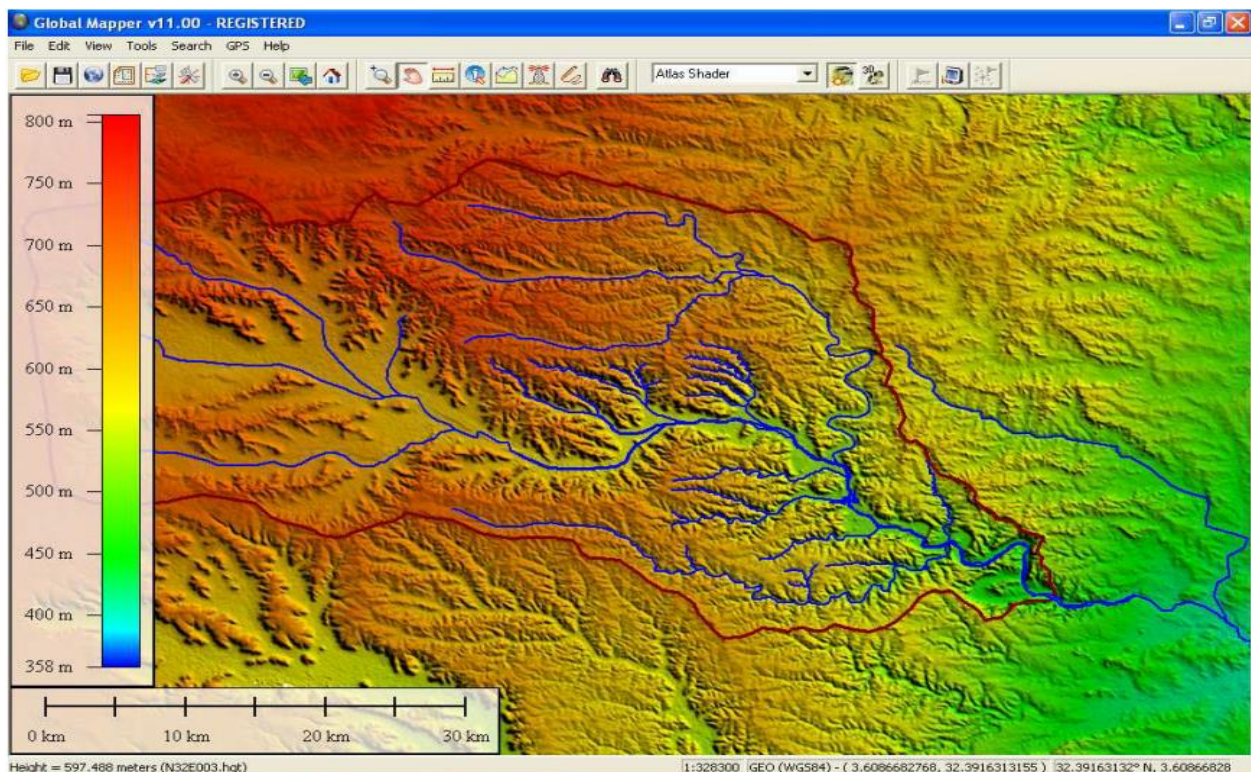 Global Mapper v11.00 - REGISTERED
File Edit View Tools Search GPS Help
Atlas Shader
3D
800 m
750 m
700 m
650 m
600 m
550 m
500 m
450 m
400 m
358 m
0 km 10 km 20 km 30 km
Height = 597.488 meters (N32E003.hgt)
1:328300 GEO (WGS84) - ( 3.6086682768, 32.3916313155 ) 32.39163132° N, 3.60866828